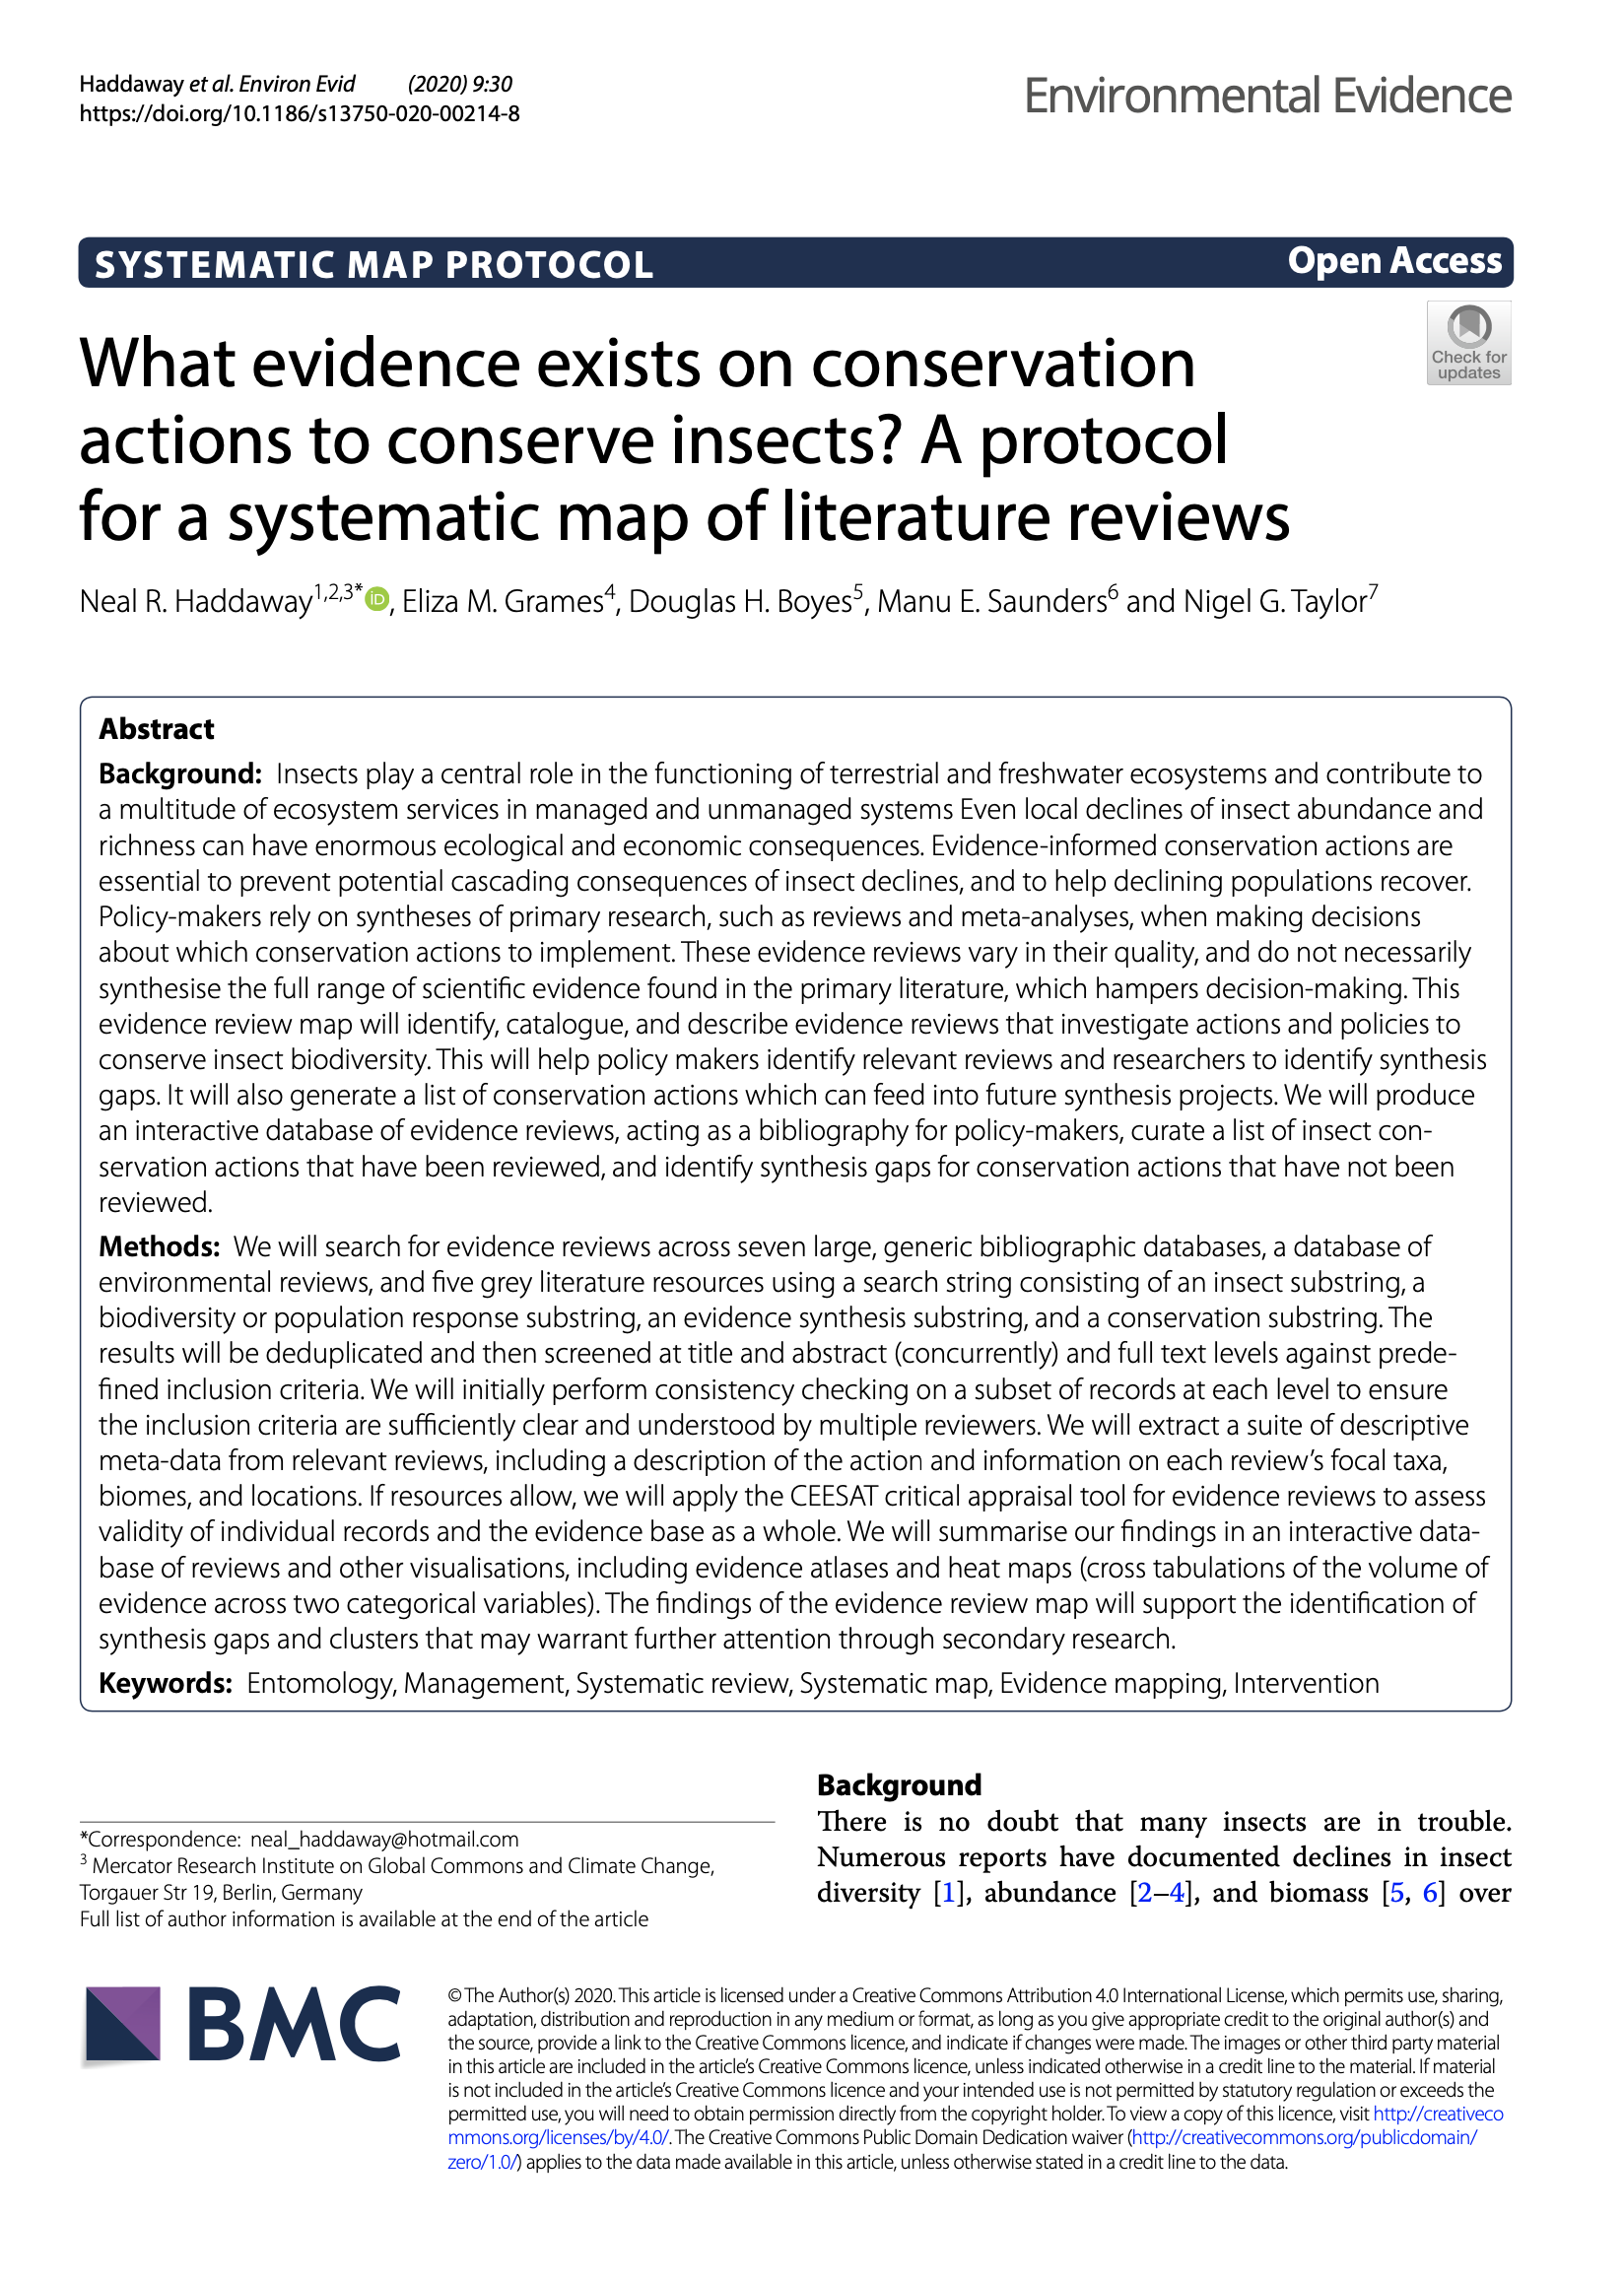 Haddaway et al. Environ Evid (2020) 9:30
https://doi.org/10.1186/s13750-020-00214-8
Environmental Evidence
SYSTEMATIC MAP PROTOCOL
Open Access
Check for
updates
What evidence exists on conservation
actions to conserve insects? A protocol
for a systematic map of literature reviews
Neal R. Haddaway1,2,3* iD, Eliza M. Grames4, Douglas H. Boyes5, Manu E. Saunders6 and Nigel G. Taylor7
Abstract
Background: Insects play a central role in the functioning of terrestrial and freshwater ecosystems and contribute to
a multitude of ecosystem services in managed and unmanaged systems Even local declines of insect abundance and
richness can have enormous ecological and economic consequences. Evidence-informed conservation actions are
essential to prevent potential cascading consequences of insect declines, and to help declining populations recover.
Policy-makers rely on syntheses of primary research, such as reviews and meta-analyses, when making decisions
about which conservation actions to implement. These evidence reviews vary in their quality, and do not necessarily
synthesise the full range of scientific evidence found in the primary literature, which hampers decision-making. This
evidence review map will identify, catalogue, and describe evidence reviews that investigate actions and policies to
conserve insect biodiversity. This will help policy makers identify relevant reviews and researchers to identify synthesis
gaps. It will also generate a list of conservation actions which can feed into future synthesis projects. We will produce
an interactive database of evidence reviews, acting as a bibliography for policy-makers, curate a list of insect con-
servation actions that have been reviewed, and identify synthesis gaps for conservation actions that have not been
reviewed.
Methods: We will search for evidence reviews across seven large, generic bibliographic databases, a database of
environmental reviews, and five grey literature resources using a search string consisting of an insect substring, a
biodiversity or population response substring, an evidence synthesis substring, and a conservation substring. The
results will be deduplicated and then screened at title and abstract (concurrently) and full text levels against prede-
fined inclusion criteria. We will initially perform consistency checking on a subset of records at each level to ensure
the inclusion criteria are sufficiently clear and understood by multiple reviewers. We will extract a suite of descriptive
meta-data from relevant reviews, including a description of the action and information on each review's focal taxa,
biomes, and locations. If resources allow, we will apply the CEESAT critical appraisal tool for evidence reviews to assess
validity of individual records and the evidence base as a whole. We will summarise our findings in an interactive data-
base of reviews and other visualisations, including evidence atlases and heat maps (cross tabulations of the volume of
evidence across two categorical variables). The findings of the evidence review map will support the identification of
synthesis gaps and clusters that may warrant further attention through secondary research.
Keywords: Entomology, Management, Systematic review, Systematic map, Evidence mapping, Intervention
*Correspondence: neal_haddaway@hotmail.com
3 Mercator Research Institute on Global Commons and Climate Change,
Torgauer Str 19, Berlin, Germany
Full list of author information is available at the end of the article
Background
There is no doubt that many insects are in trouble.
Numerous reports have documented declines in insect
diversity [1], abundance [2–4], and biomass [5, 6] over
BMC
© The Author(s) 2020. This article is licensed under a Creative Commons Attribution 4.0 International License, which permits use, sharing,
adaptation, distribution and reproduction in any medium or format, as long as you give appropriate credit to the original author(s) and
the source, provide a link to the Creative Commons licence, and indicate if changes were made. The images or other third party material
in this article are included in the article's Creative Commons licence, unless indicated otherwise in a credit line to the material. If material
is not included in the article's Creative Commons licence and your intended use is not permitted by statutory regulation or exceeds the
permitted use, you will need to obtain permission directly from the copyright holder. To view a copy of this licence, visit http://creativeco
mmons.org/licenses/by/4.0/. The Creative Commons Public Domain Dedication waiver (http://creativecommons.org/publicdomain/
zero/1.0/) applies to the data made available in this article, unless otherwise stated in a credit line to the data.